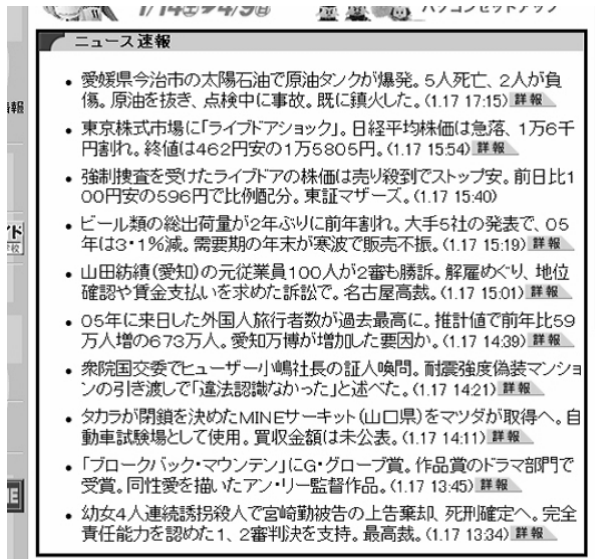 1/14土▶4/9日
パソコンセットアップ
ニュース速報
• 愛媛県今治市の太陽石油で原油タンクが爆発。5人死亡、2人が負
傷。原油を抜き、点検中に事故。既に鎮火した。(1.17 17:15) 詳報
• 東京株式市場に「ライブドアショック」。日経平均株価は急落、1万6千
円割れ。終値は462円安の1万5805円。(1.17 15:54) 詳報
• 強制捜査を受けたライブドアの株価は売り殺到でストップ安。前日比1
00円安の596円で比例配分。東証マザーズ。(1.17 15:40)
• ビール類の総出荷量が2年ぶりに前年割れ。大手5社の発表で、05
年は3・1%減。需要期の年末が寒波で販売不振。(1.17 15:19) 詳報
• 山田紡績(愛知)の元従業員100人が2審も勝訴。解雇めぐり、地位
確認や賃金支払いを求めた訴訟で。名古屋高裁。(1.17 15:01) 詳報
• 05年に来日した外国人旅行者数が過去最高に。推計値で前年比59
万人増の673万人。愛知万博が増加した要因か。(1.17 14:39) 詳報
• 衆院国交委でヒューザー小嶋社長の証人喚問。耐震強度偽装マンショ
ンの引き渡しで「違法認識なかった」と述べた。(1.17 14:21) 詳報
• タカラが閉鎖を決めたMINEサーキット(山口県)をマツダが取得へ。自
動車試験場として使用。買収金額は未公表。(1.17 14:11) 詳報
• 「ブロークバック・マウンテン」にG・グローブ賞。作品賞のドラマ部門で
受賞。同性愛を描いたアン・リー監督作品。(1.17 13:45) 詳報
• 幼女4人連続誘拐殺人で宮崎勤被告の上告棄却、死刑確定へ。完全
責任能力を認めた1、2審判決を支持。最高裁。(1.17 13:34) 詳報